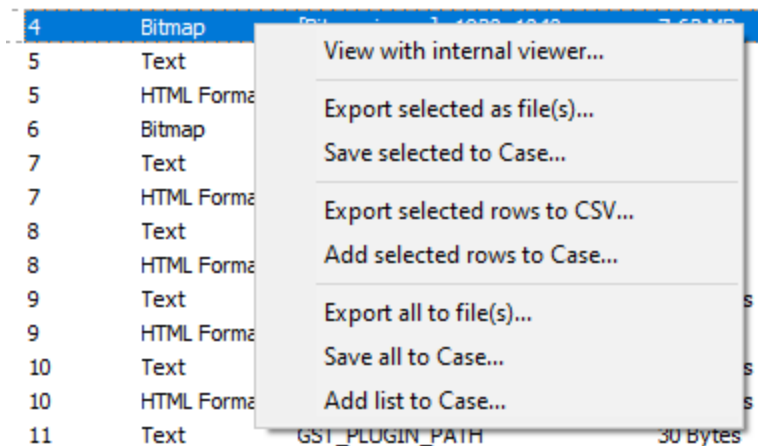 4 Bitmap
View with internal viewer...
5 Text
5 HTML Forma
Export selected as file(s)...
6 Bitmap
Save selected to Case...
7 Text
7 HTML Forma
Export selected rows to CSV...
8 Text
Add selected rows to Case...
8 HTML Forma
9 Text s
Export all to file(s)...
9 HTML Forma
Save all to Case...
10 Text s
10 HTML Forma s
Add list to Case...
11 Text GST_PLUGIN_PATH 30 Bytes